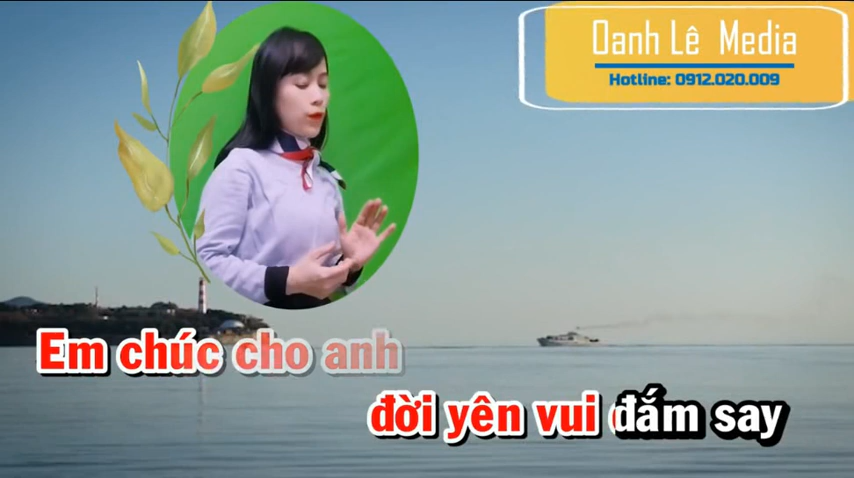 Oanh Lê Media
Hotline: 0912.020.009
Em chúc cho anh
đời yên vui đắm say